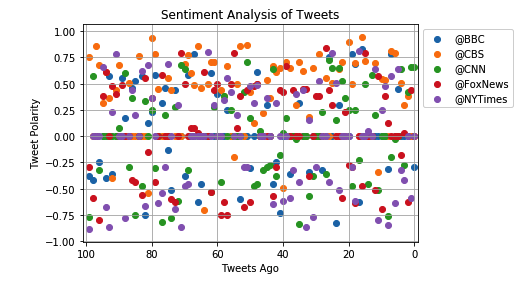 Sentiment Analysis of Tweets
1.00
0.75
0.50
0.25
0.00
−0.25
−0.50
−0.75
−1.00
Tweet Polarity
100
80
60
40
20
0
Tweets Ago
@BBC
@CBS
@CNN
@FoxNews
@NYTimes